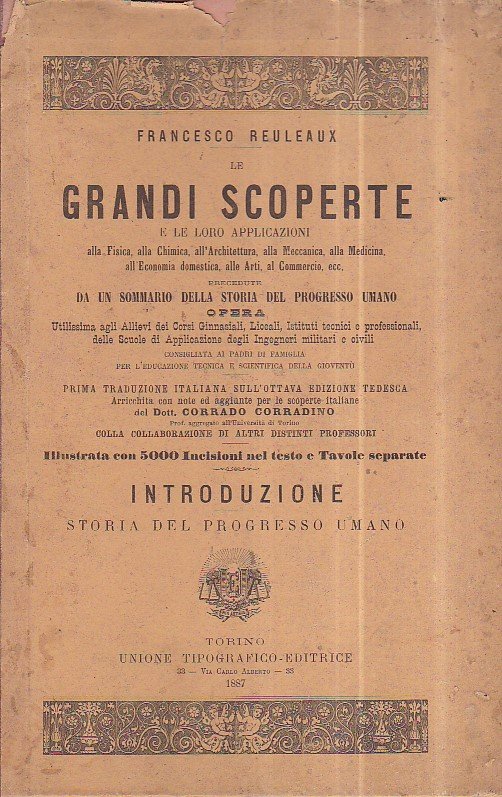 FRANCESCO REULEAUX
LE
GRANDI SCOPERTE
E LE LORO APPLICAZIONI
alla Fisica, alla Chimica, all'Architettura, alla Meccanica, alla Medicina,
all'Economia domestica, alle Arti, al Commercio, ecc.
PRECEDUTE
DA UN SOMMARIO DELLA STORIA DEL PROGRESSO UMANO
OPERA
Utilissima agli Allievi dei Corsi Ginnasiali, Liceali, Istituti tecnici e professionali,
delle Scuole di Applicazione degli Ingegneri militari e civili
CONSIGLIATA AI PADRI DI FAMIGLIA
PER L'EDUCAZIONE TECNICA E SCIENTIFICA DELLA GIOVENTÙ
PRIMA TRADUZIONE ITALIANA SULL'OTTAVA EDIZIONE TEDESCA
Arricchita con note ed aggiunte per le scoperte italiane
del Dott. CORRADO CORRADINO
Prof. aggregato all'Università di Torino
COLLA COLLABORAZIONE DI ALTRI DISTINTI PROFESSORI
Illustrata con 5000 Incisioni nel testo e Tavole separate
INTRODUZIONE
STORIA DEL PROGRESSO UMANO
TORINO
UNIONE TIPOGRAFICO-EDITRICE
33 — VIA CARLO ALBERTO — 33
1887